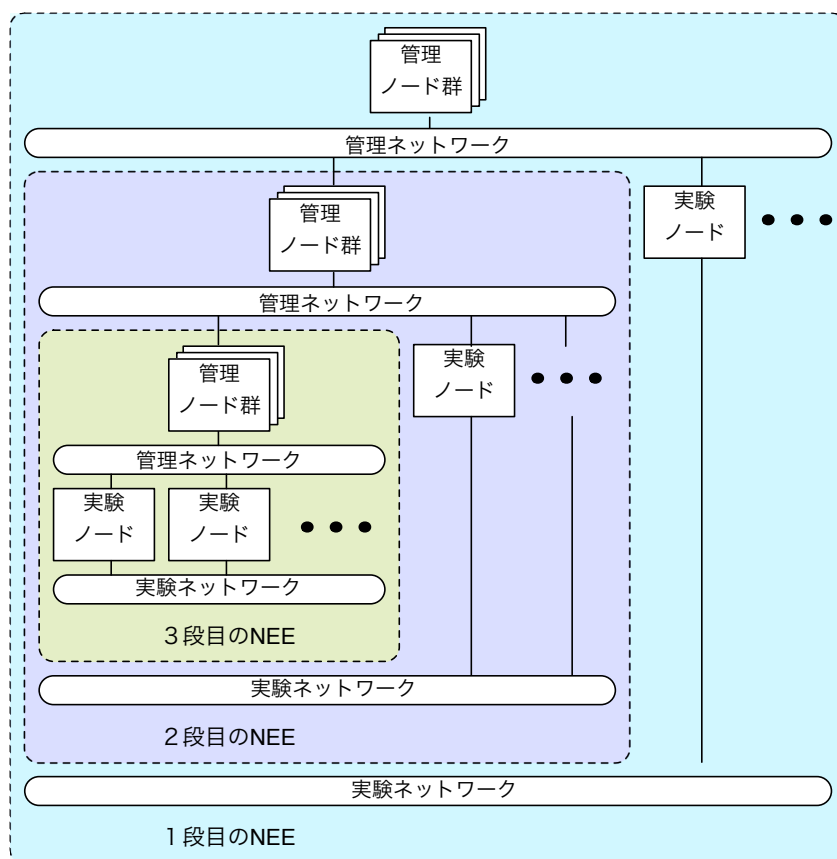 管理
ノード群
管理ネットワーク
管理
ノード群
実験
ノード
管理ネットワーク
管理
ノード群
実験
ノード
管理ネットワーク
実験
ノード
実験
ノード
実験ネットワーク
３段目のNEE
実験ネットワーク
２段目のNEE
実験ネットワーク
１段目のNEE